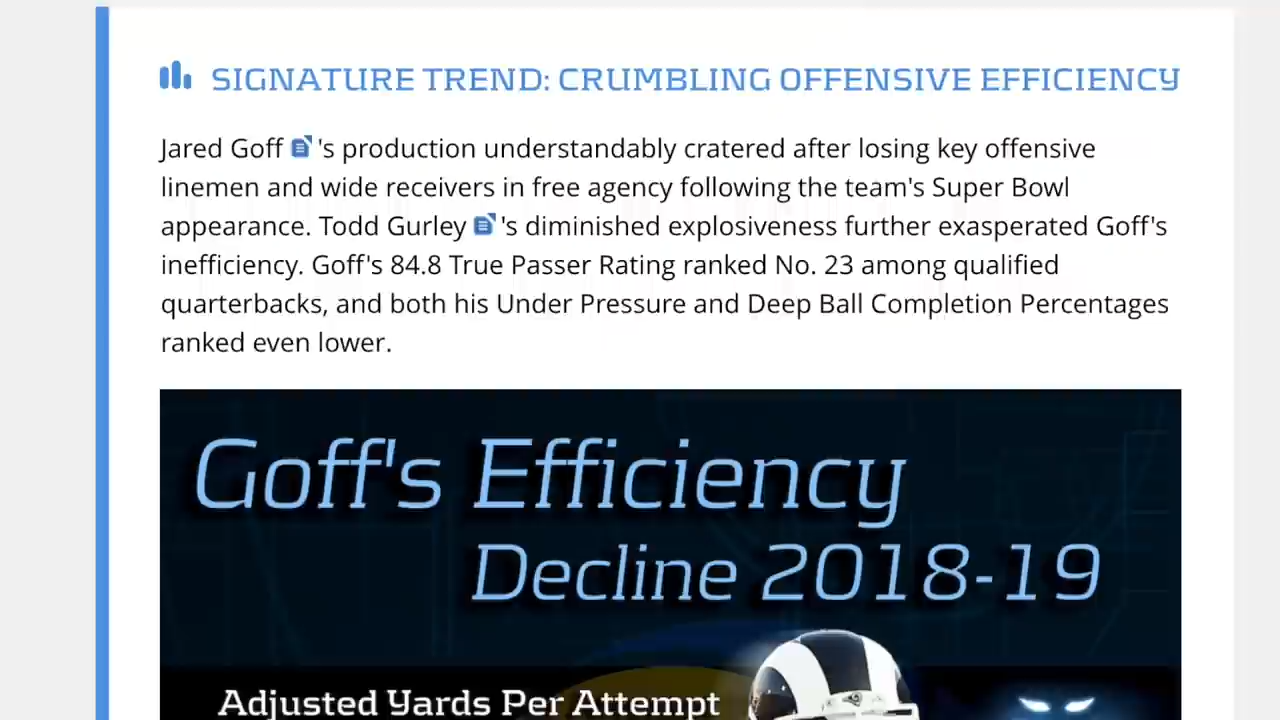 SIGNATURE TREND: CRUMBLING OFFENSIVE EFFICIENCY
Jared Goff 's production understandably cratered after losing key offensive
linemen and wide receivers in free agency following the team's Super Bowl
appearance. Todd Gurley 's diminished explosiveness further exasperated Goff's
inefficiency. Goff's 84.8 True Passer Rating ranked No. 23 among qualified
quarterbacks, and both his Under Pressure and Deep Ball Completion Percentages
ranked even lower.
Goff's Efficiency
Decline 2018-19
Adjusted Yards Per Attempt